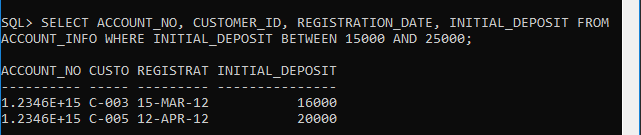 SQL> SELECT ACCOUNT_NO, CUSTOMER_ID, REGISTRATION_DATE, INITIAL_DEPOSIT FROM
ACCOUNT_INFO WHERE INITIAL_DEPOSIT BETWEEN 15000 AND 25000;
ACCOUNT_NO CUSTO REGISTRAT INITIAL_DEPOSIT
---------- ----- --------- ---------------
1.2346E+15 C-003 15-MAR-12 16000
1.2346E+15 C-005 12-APR-12 20000